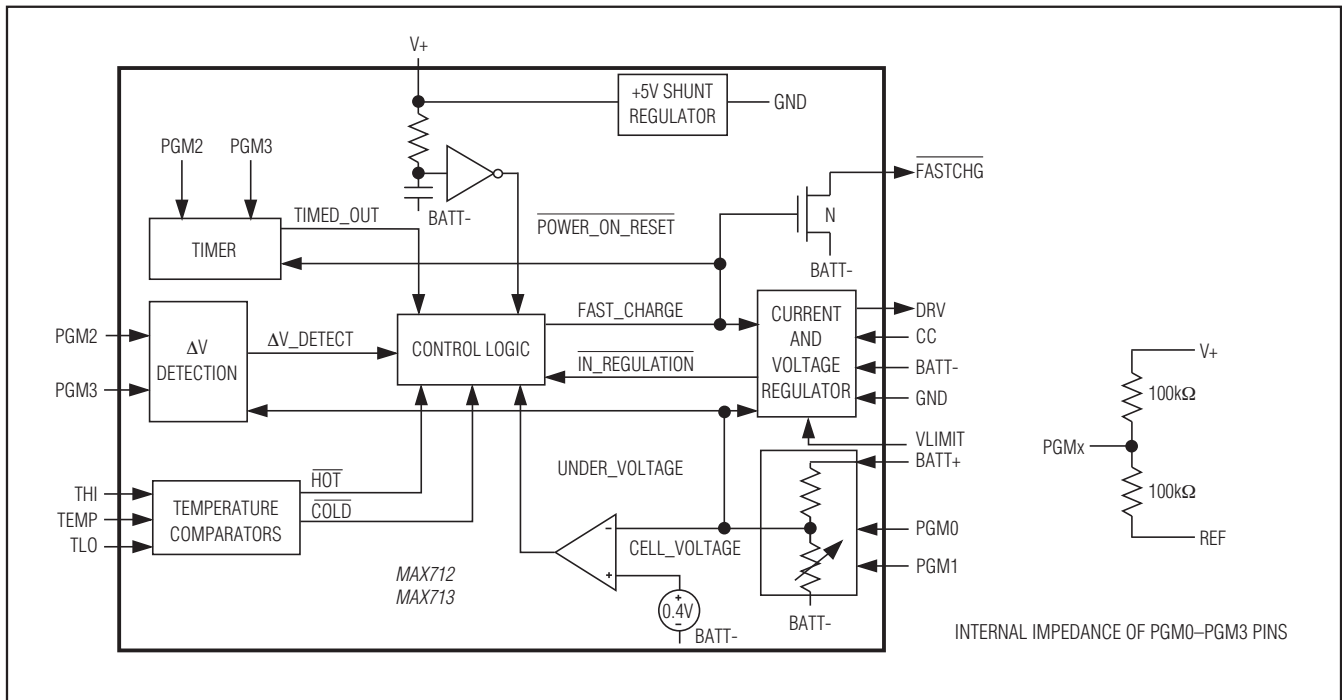 V+
+5V SHUNT
REGULATOR
GND
PGM2
PGM3
BATT-
TIMED_OUT
TIMER
POWER_ON_RESET
FASTCHG
N
BATT-
PGM2
PGM3
ΔV
DETECTION
ΔV_DETECT
CONTROL LOGIC
FAST_CHARGE
IN_REGULATION
CURRENT
AND
VOLTAGE
REGULATOR
DRV
CC
BATT-
GND
VLIMIT
BATT+
UNDER_VOLTAGE
THI
TEMP
TLO
TEMPERATURE
COMPARATORS
HOT
COLD
CELL_VOLTAGE
-
+
+
0.4V
-
BATT-
PGM0
PGM1
BATT-
MAX712
MAX713
V+
100kΩ
PGMx
100kΩ
REF
INTERNAL IMPEDANCE OF PGM0–PGM3 PINS